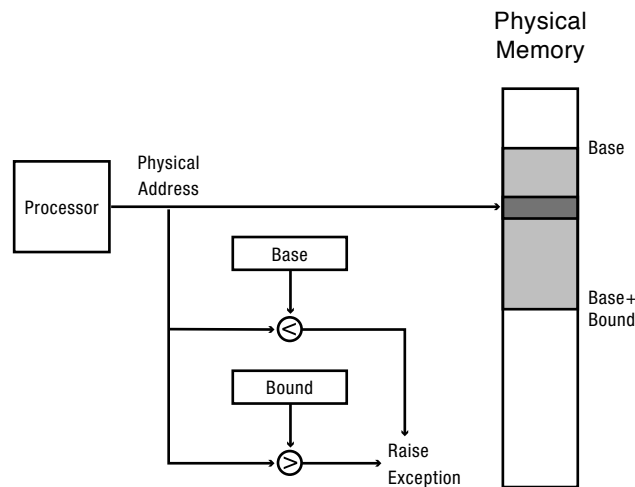 Physical
Memory
Base
Physical
Address
Processor
Base
<
Base+
Bound
Bound
>
Raise
Exception